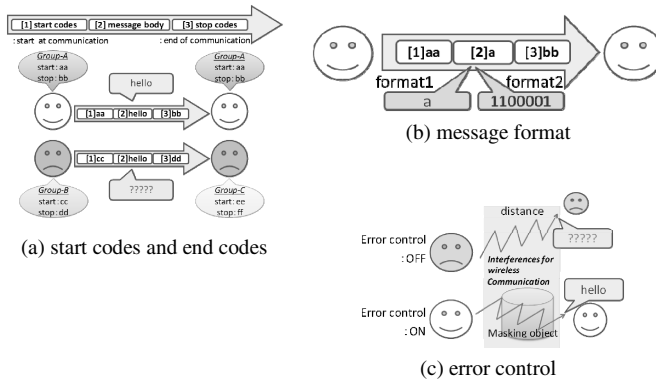 [1] start codes [2] message body [3] stop codes
: start at communication : end of communication
Group-A
start: aa
stop: bb
Group-A
start: aa
stop: bb
hello
[1]aa [2]hello [3]bb
[1]cc [2]hello [3]dd
?????
Group-B
start: cc
stop: dd
Group-C
start: ee
stop: ff
(a) start codes and end codes
[1]aa [2]a [3]bb
format1 format2
a 1100001
(b) message format
distance
?????
Error control
: OFF
Interferences for
wireless
Communication
hello
Error control
: ON
Masking object
(c) error control